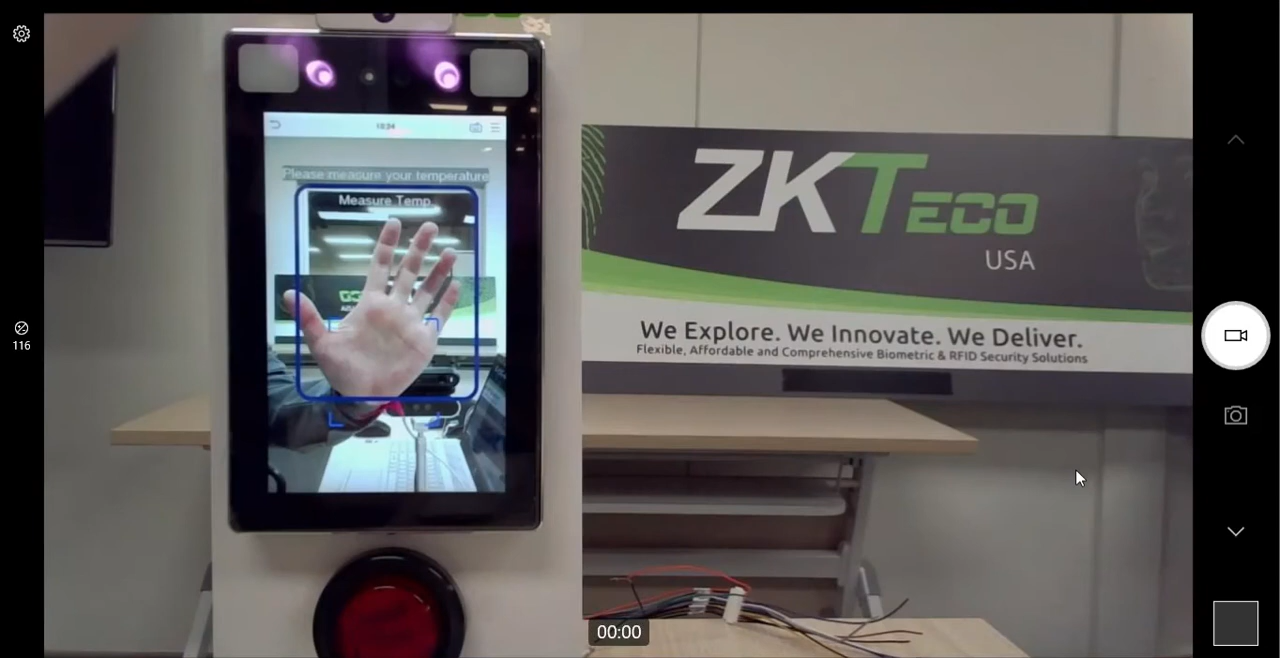 18:34
Please measure your temperature
Measure Temp.
ZKTECO
USA
We Explore. We Innovate. We Deliver.
Flexible, Affordable and Comprehensive Biometric & RFID Security Solutions
116
00:00